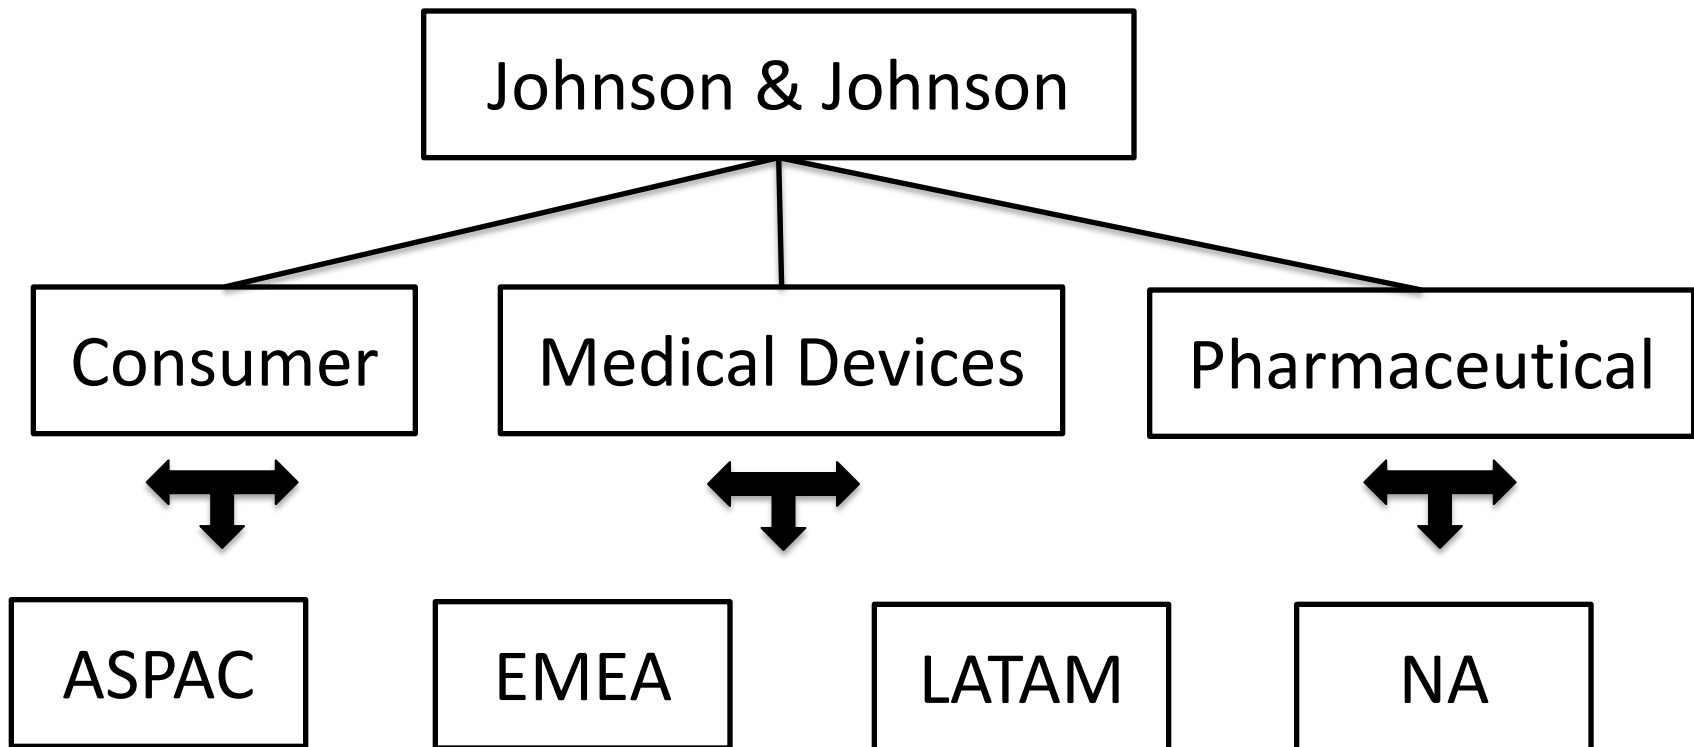 Johnson & Johnson
Consumer
Medical Devices
Pharmaceutical
ASPAC
EMEA
LATAM
NA